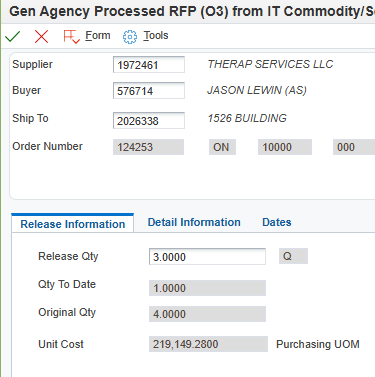 Gen Agency Processed RFP (O3) from IT Commodity/S
Form Tools
Supplier 1972461 THERAP SERVICES LLC
Buyer 576714 JASON LEWIN (AS)
Ship To 2026338 1526 BUILDING
Order Number 124253 ON 10000 000
Release Information Detail Information Dates
Release Qty 3.0000 Q
Qty To Date 1.0000
Original Qty 4.0000
Unit Cost 219,149.2800 Purchasing UOM